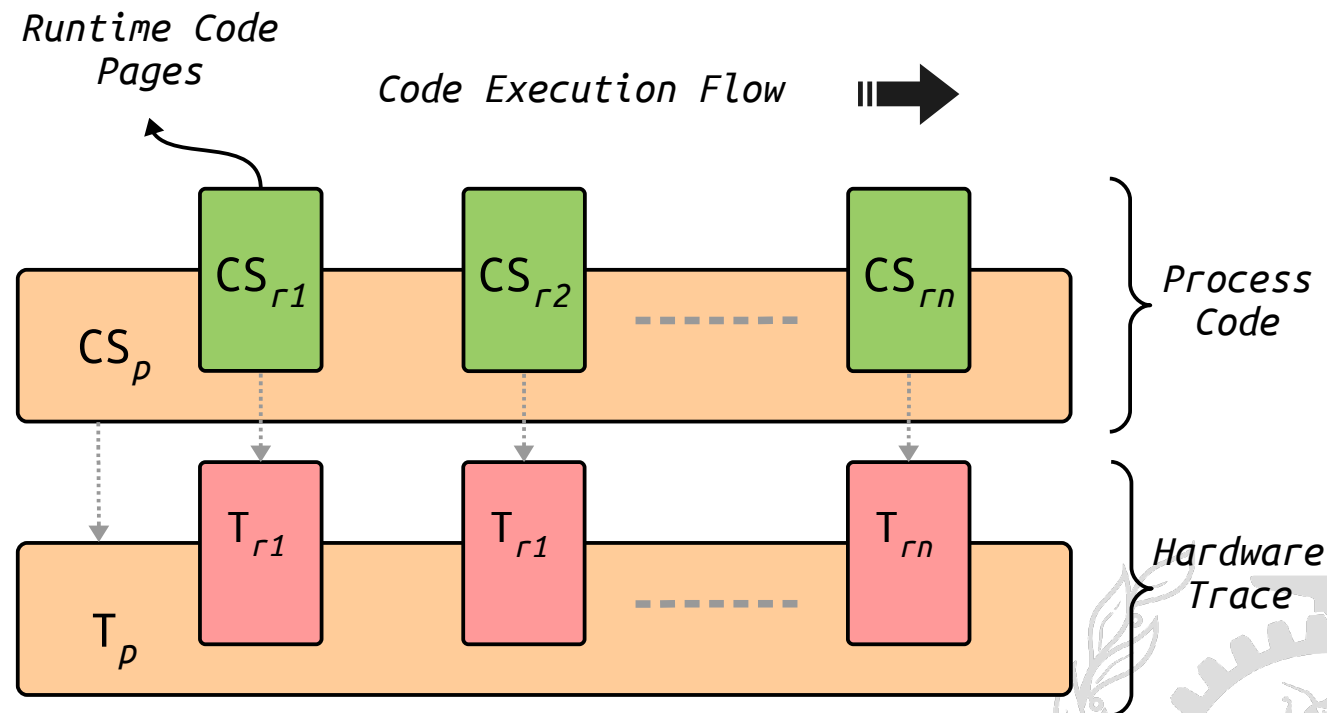 Runtime Code
Pages
Code Execution Flow
CSr1
CSr2
CSrn
CSp
Process
Code
Tr1
Tr1
Trn
Tp
Hardware
Trace